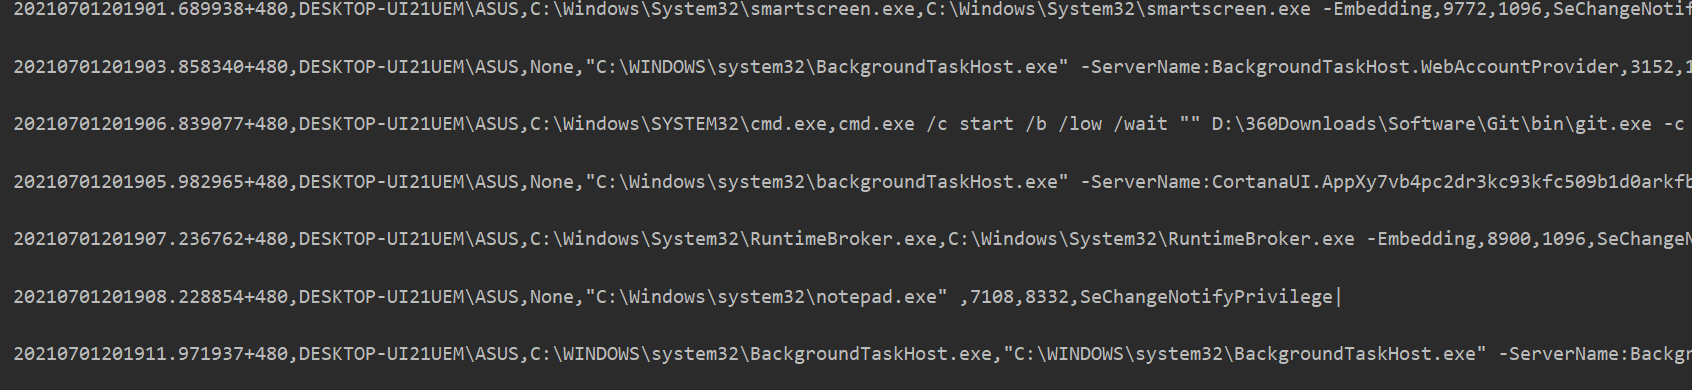 20210701201901.689938+480,DESKTOP-UI21UEM\ASUS,C:\Windows\System32\smartscreen.exe,C:\Windows\System32\smartscreen.exe -Embedding,9772,1096,SeChangeNotif
20210701201903.858340+480,DESKTOP-UI21UEM\ASUS,None,"C:\WINDOWS\system32\BackgroundTaskHost.exe" -ServerName:BackgroundTaskHost.WebAccountProvider,3152,1
20210701201906.839077+480,DESKTOP-UI21UEM\ASUS,C:\Windows\SYSTEM32\cmd.exe,cmd.exe /c start /b /low /wait "" D:\360Downloads\Software\Git\bin\git.exe -c
20210701201905.982965+480,DESKTOP-UI21UEM\ASUS,None,"C:\Windows\system32\backgroundTaskHost.exe" -ServerName:CortanaUI.AppXy7vb4pc2dr3kc93kfc509b1d0arkfb
20210701201907.236762+480,DESKTOP-UI21UEM\ASUS,C:\Windows\System32\RuntimeBroker.exe,C:\Windows\System32\RuntimeBroker.exe -Embedding,8900,1096,SeChangeN
20210701201908.228854+480,DESKTOP-UI21UEM\ASUS,None,"C:\Windows\system32\notepad.exe" ,7108,8332,SeChangeNotifyPrivilege|
20210701201911.971937+480,DESKTOP-UI21UEM\ASUS,C:\WINDOWS\system32\BackgroundTaskHost.exe,"C:\WINDOWS\system32\BackgroundTaskHost.exe" -ServerName:Backgr